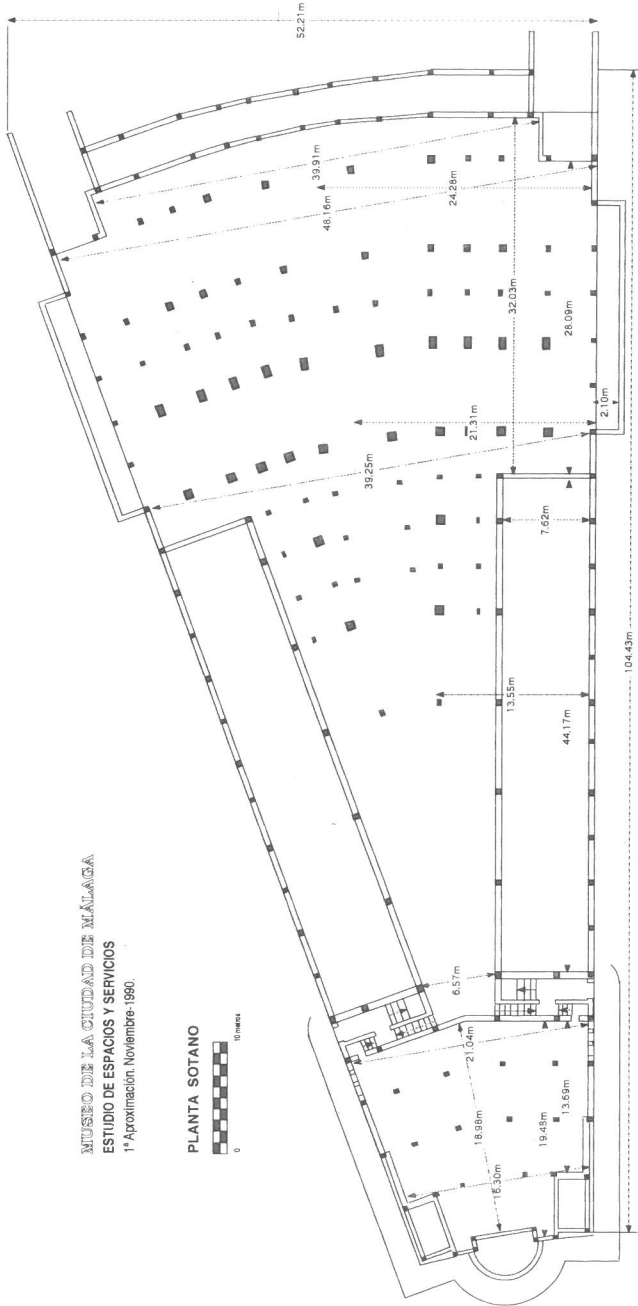 52.21m
39.91m
48.16m
24.28m
32.03m
28.09m
2.10m
21.31m
39.25m
7.62m
104.43m
13.55m
44.17m
MUSEO DE LA CIUDAD DE MÁLAGA
ESTUDIO DE ESPACIOS Y SERVICIOS
1ª Aproximación. Noviembre-1990.
PLANTA SOTANO
0
10 metros
6.57m
21.04m
18.98m
19.48m
13.69m
16.30m